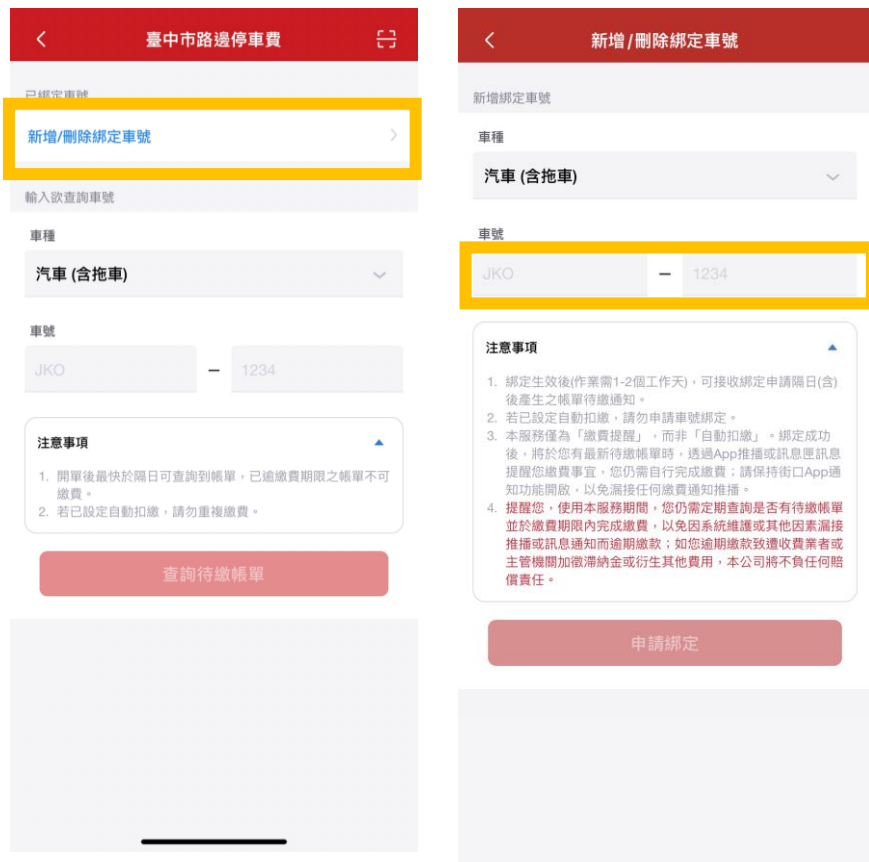 臺中市路邊停車費
已綁定車號
新增/刪除綁定車號
輸入欲查詢車號
車種
汽車 (含拖車)
車號
JKO – 1234
注意事項
1. 開單後最快於隔日可查詢到帳單，已逾繳費期限之帳單不可
繳費。
2. 若已設定自動扣繳，請勿重複繳費。
查詢待繳帳單
新增/刪除綁定車號
新增綁定車號
車種
汽車 (含拖車)
車號
JKO – 1234
注意事項
1. 綁定生效後(作業需1-2個工作天)，可接收綁定申請隔日(含)
後產生之帳單待繳通知。
2. 若已設定自動扣繳，請勿申請車號綁定。
3. 本服務僅為「繳費提醒」，而非「自動扣繳」。綁定成功
後，將於您有最新待繳帳單時，透過App推播或訊息匣訊息
提醒您繳費事宜，您仍需自行完成繳費；請保持街口App通
知功能開啟，以免漏接任何繳費通知推播。
4. 提醒您，使用本服務期間，您仍需定期查詢是否有待繳帳單
並於繳費期限內完成繳費，以免因系統維護或其他因素漏接
推播或訊息通知而逾期繳款；如您逾期繳款致遭收費業者或
主管機關加徵滯納金或衍生其他費用，本公司將不負任何賠
償責任。
申請綁定